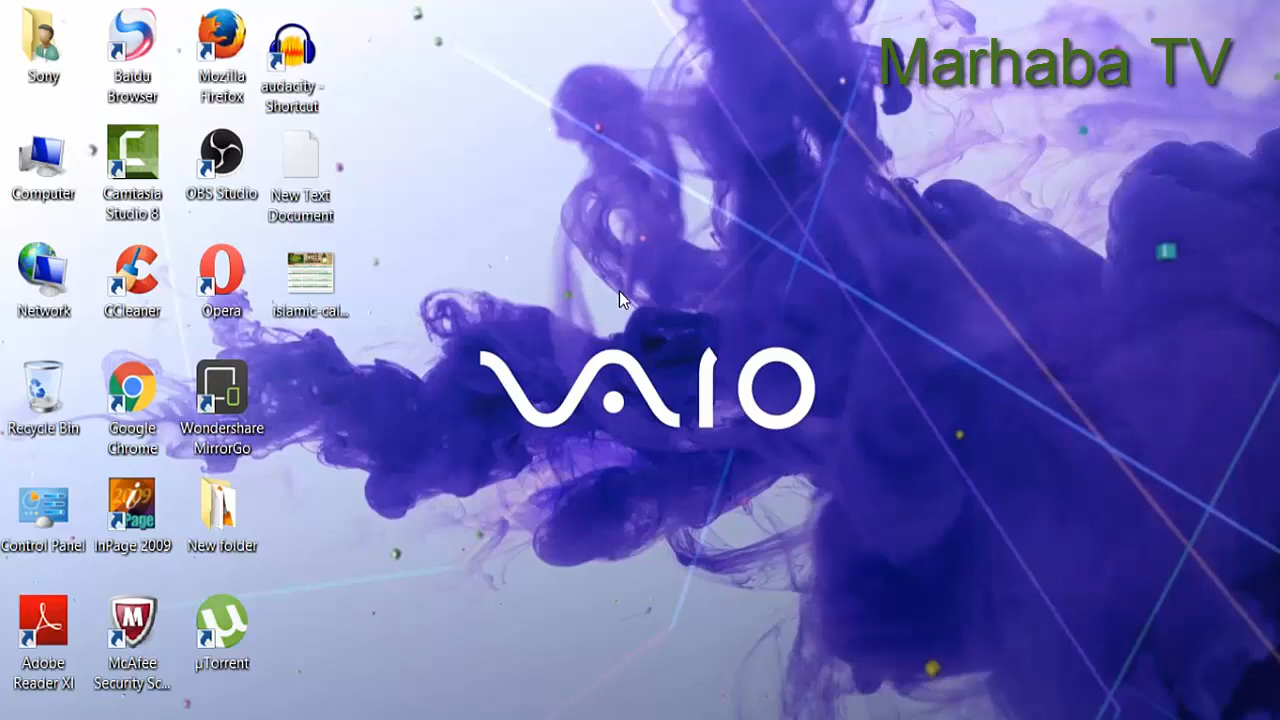 Marhaba TV
Sony
Baidu
Browser
Mozilla
Firefox
audacity -
Shortcut
Computer
Camtasia
Studio 8
OBS Studio
New Text
Document
Network
CCleaner
Opera
islamic-cal...
Recycle Bin
Google
Chrome
Wondershare
MirrorGo
Control Panel
2009
Page
InPage 2009
New folder
Adobe
Reader XI
McAfee
Security Sc...
µTorrent
VAIO